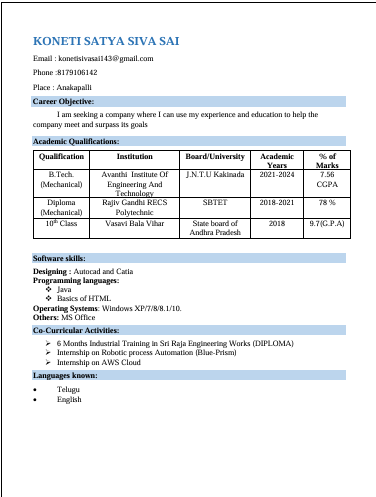 KONETI SATYA SIVA SAI
Email : konetisivasai143@gmail.com
Phone :8179106142
Place : Anakapalli
Career Objective:
I am seeking a company where I can use my experience and education to help the
company meet and surpass its goals
Academic Qualifications:
Qualification Institution Board/University Academic Years % of Marks
B.Tech. (Mechanical) Avanthi Institute Of Engineering And Technology J.N.T.U Kakinada 2021-2024 7.56 CGPA
Diploma (Mechanical) Rajiv Gandhi RECS Polytechnic SBTET 2018-2021 78 %
10th Class Vasavi Bala Vihar State board of Andhra Pradesh 2018 9.7(G.P.A)
Software skills:
Designing : Autocad and Catia
Programming languages:
❖ Java
❖ Basics of HTML
Operating Systems: Windows XP/7/8/8.1/10.
Others: MS Office
Co-Curricular Activities:
➢ 6 Months Industrial Training in Sri Raja Engineering Works (DIPLOMA)
➢ Internship on Robotic process Automation (Blue-Prism)
➢ Internship on AWS Cloud
Languages known:
• Telugu
• English